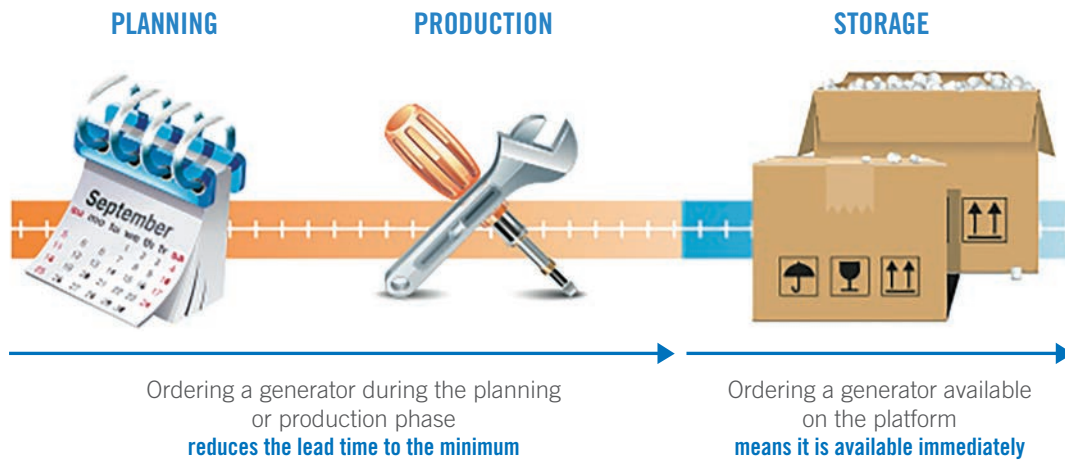 PLANNING
PRODUCTION
STORAGE
September
Ordering a generator during the planning
or production phase
reduces the lead time to the minimum
Ordering a generator available
on the platform
means it is available immediately